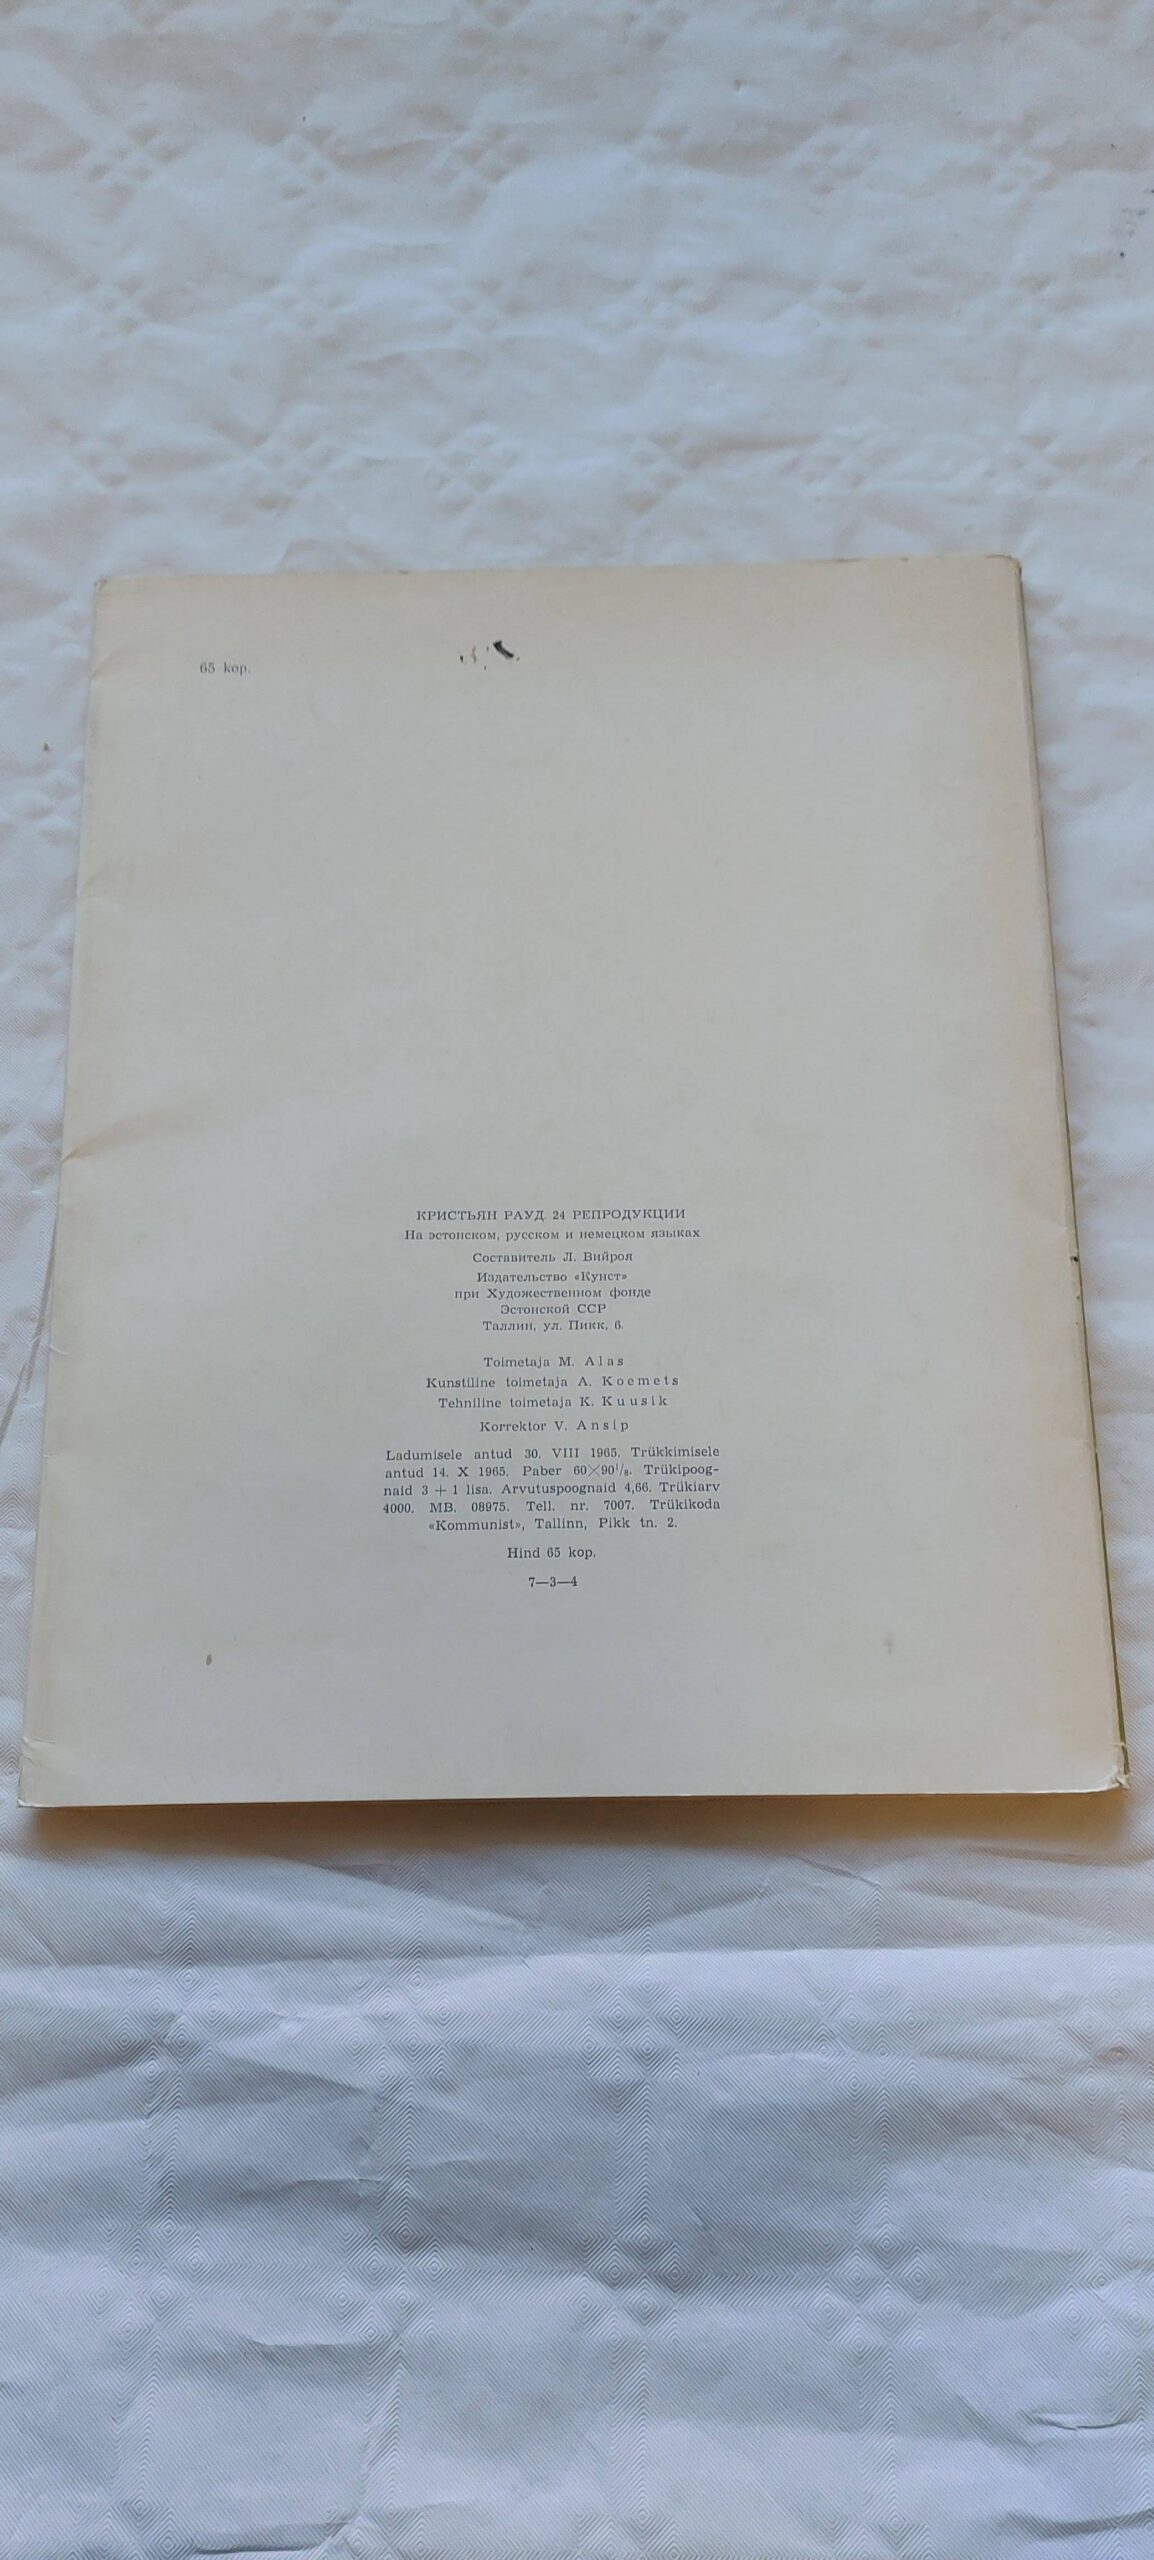 65 kop.
КРИСТЬЯН РАУД. 24 РЕПРОДУКЦИИ
На эстонском, русском и немецком языках
Составитель Л. Вийроя
Издательство «Кунст»
при Художественном фонде
Эстонской ССР
Таллин, ул. Пикк, 6.
Toimetaja M. Alas
Kunstiline toimetaja A. Koemets
Tehniline toimetaja K. Kuusik
Korrektor V. Ansip
Ladumisele antud 30. VIII 1965. Trükkimisele
antud 14. X 1965. Paber 60×90¹/₈. Trükipoog-
naid 3 + 1 lisa. Arvutuspoognaid 4,66. Trükiarv
4000. MB. 08975. Tell. nr. 7007. Trükikoda
«Kommunist», Tallinn, Pikk tn. 2.
Hind 65 kop.
7—3—4